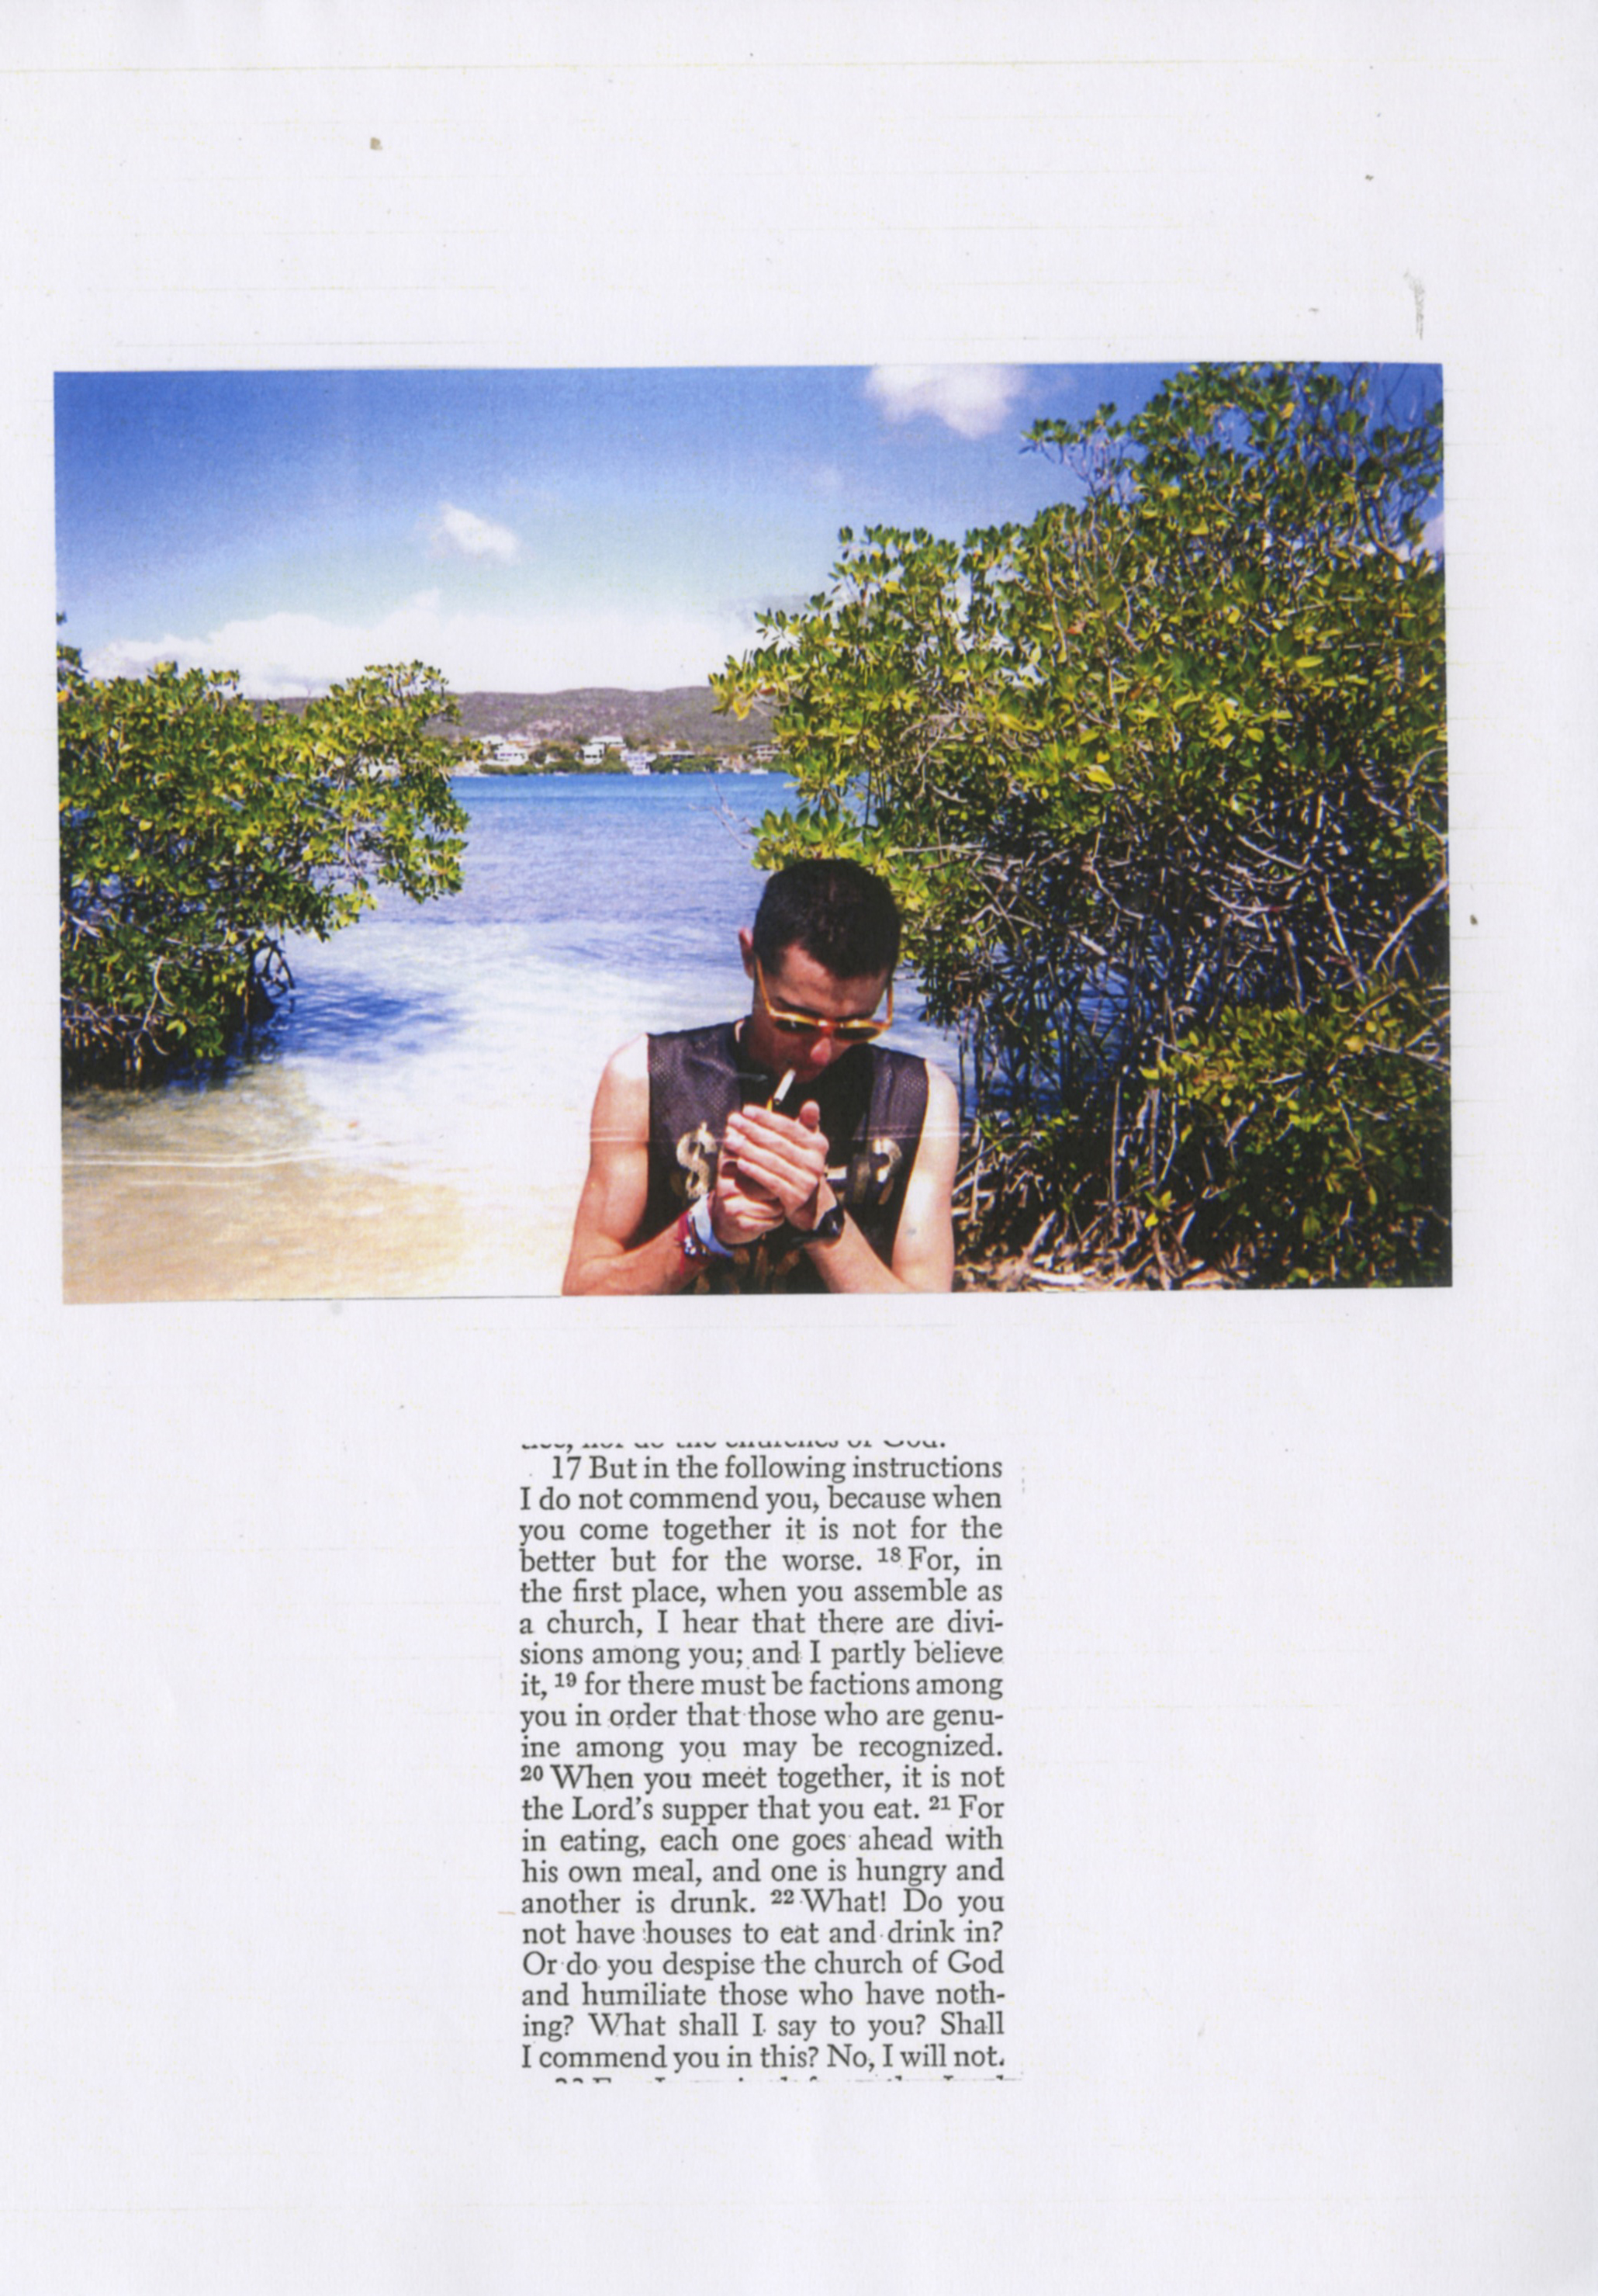 17 But in the following instructions
I do not commend you, because when
you come together it is not for the
better but for the worse. 18 For, in
the first place, when you assemble as
a church, I hear that there are divi-
sions among you; and I partly believe
it, 19 for there must be factions among
you in order that those who are genu-
ine among you may be recognized.
20 When you meet together, it is not
the Lord's supper that you eat. 21 For
in eating, each one goes ahead with
his own meal, and one is hungry and
another is drunk. 22 What! Do you
not have houses to eat and drink in?
Or do you despise the church of God
and humiliate those who have noth-
ing? What shall I say to you? Shall
I commend you in this? No, I will not.